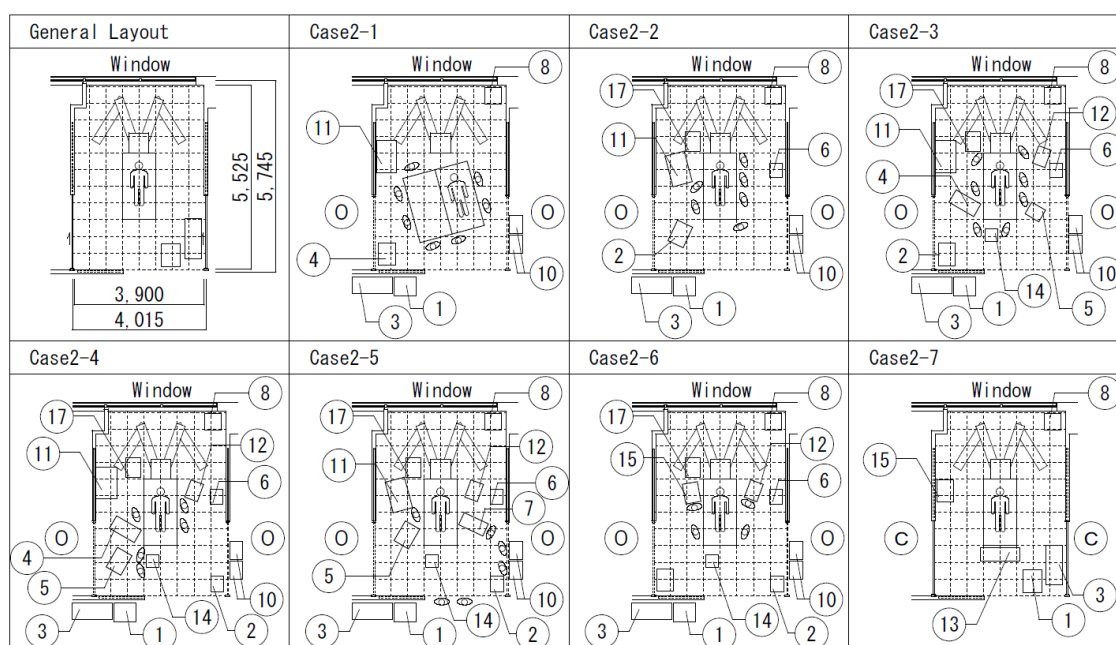 General Layout
Window
5,525
5,745
3,900
4,015
Case2-1
Window
8
11
O
O
4
10
3
1
Case2-2
Window
8
17
11
6
O
O
2
10
3
1
Case2-3
Window
8
17
12
11
6
4
O
O
2
10
14
3
1
5
Case2-4
Window
8
17
12
11
6
O
O
4
5
10
14
2
3
1
Case2-5
Window
8
17
12
11
6
7
O
O
5
10
14
2
3
1
Case2-6
Window
8
17
12
15
6
O
O
10
14
2
3
1
Case2-7
Window
8
15
C
C
3
13
1